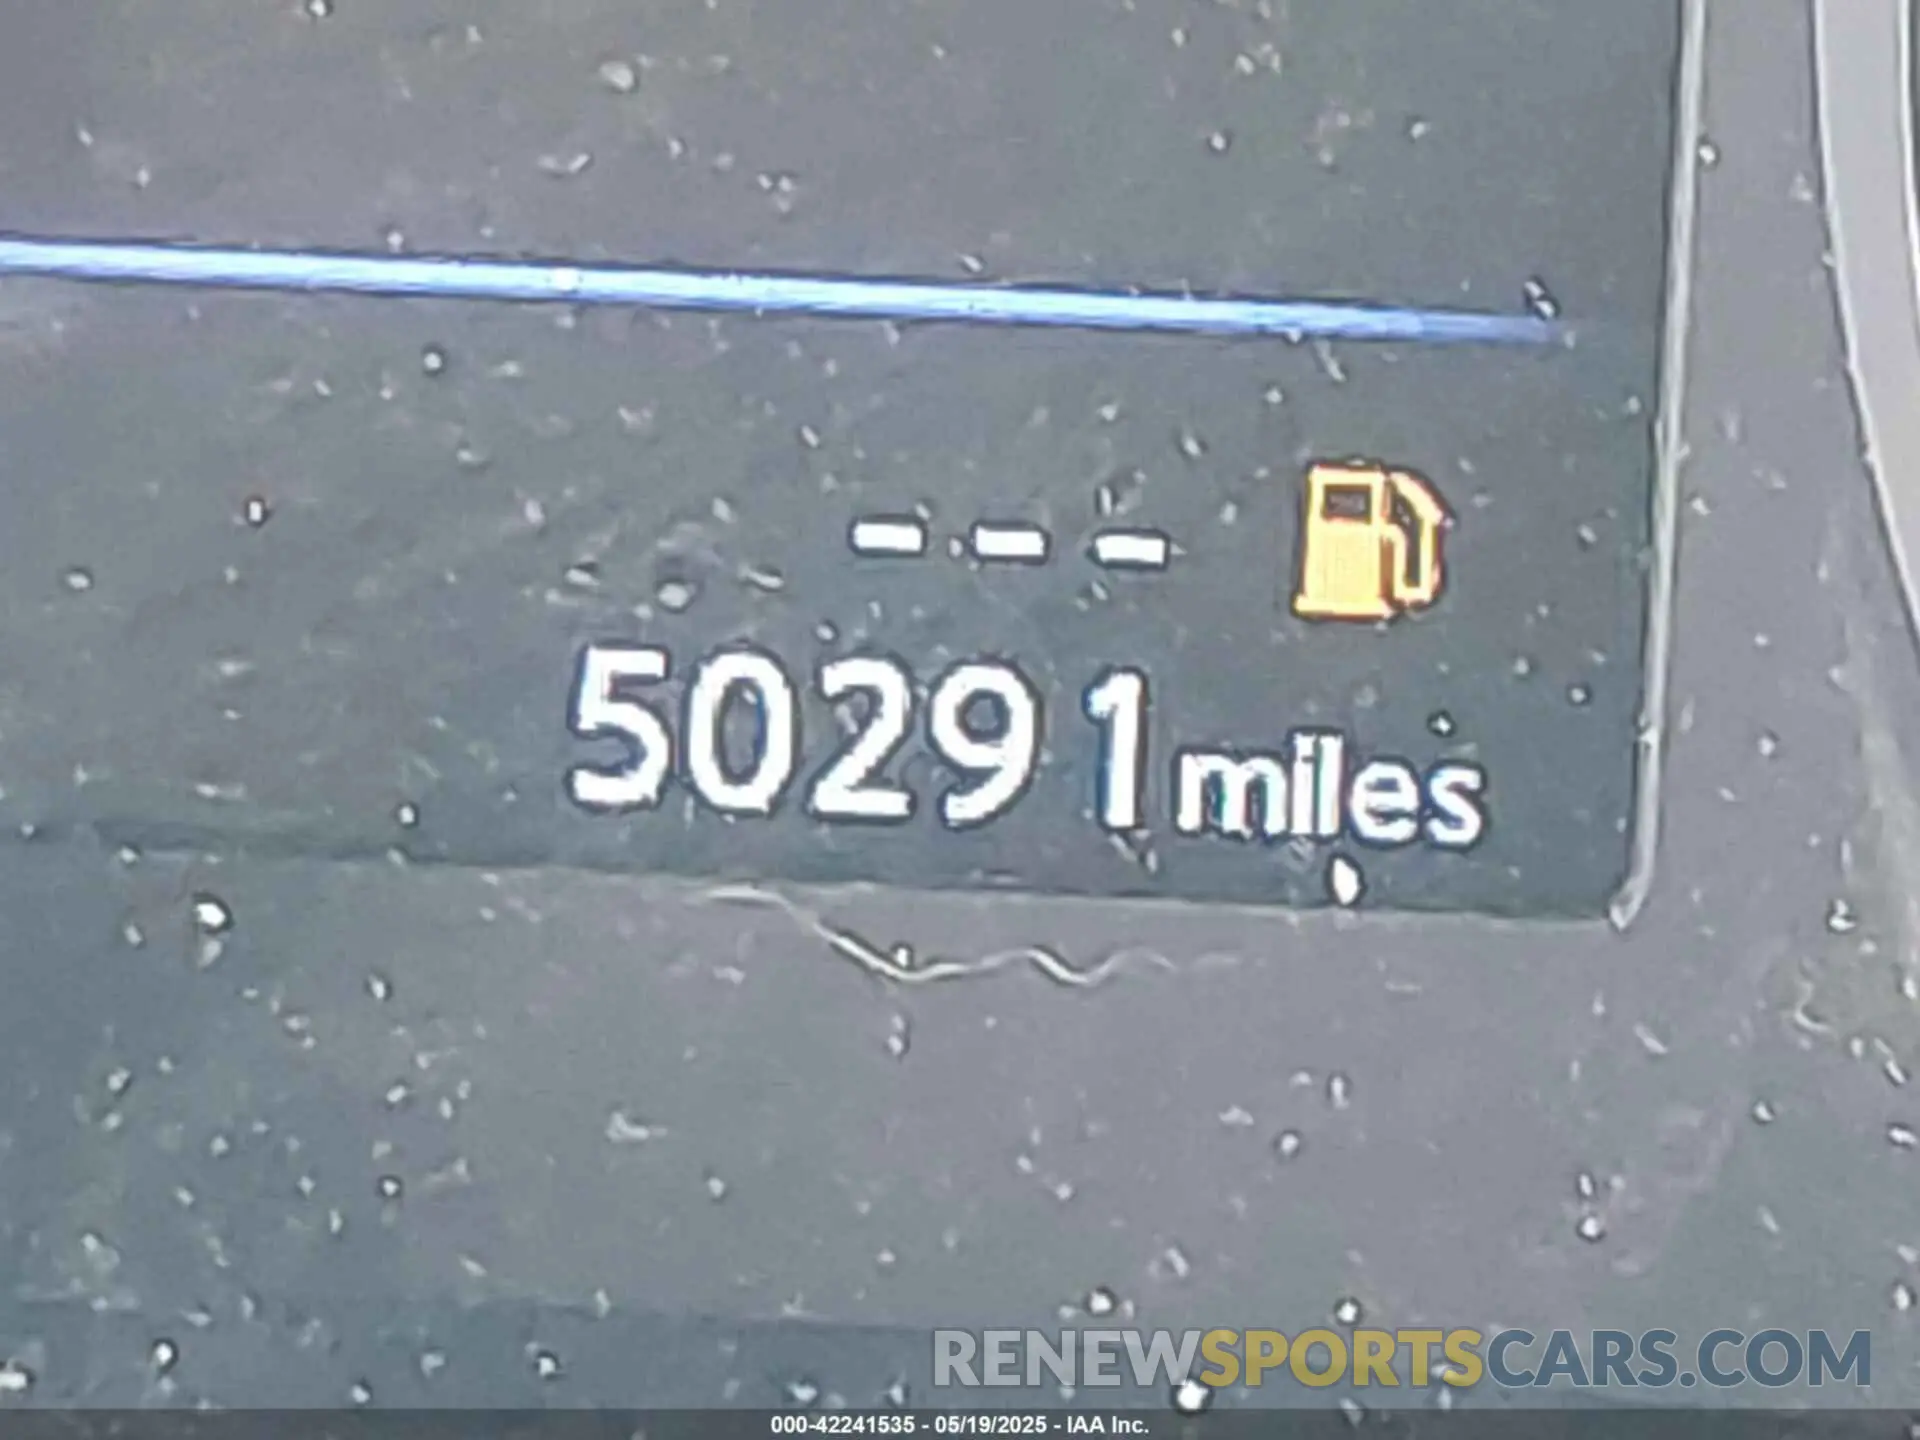 ---
50291 miles
RENEWSPORTSCARS.COM
000-42241535 - 05/19/2025 - IAA Inc.